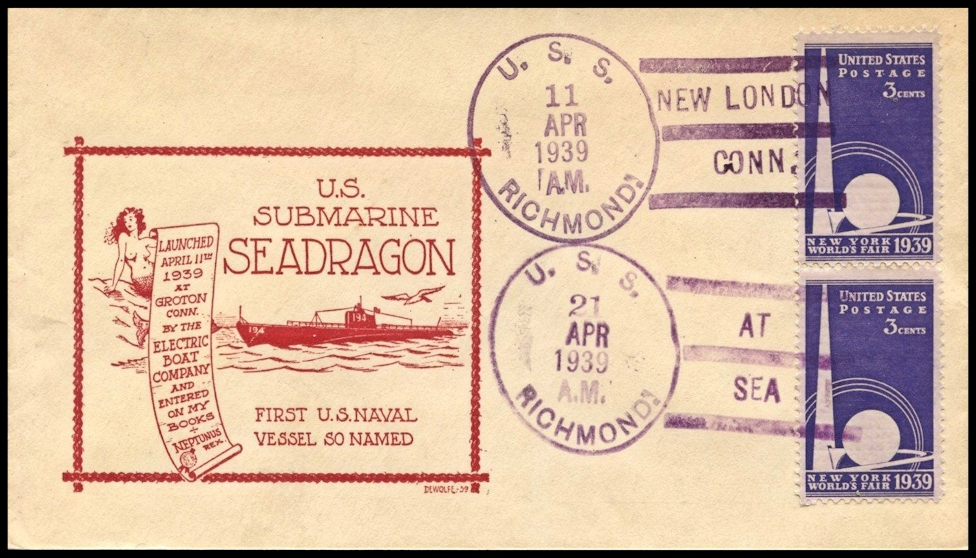 U.S.
SUBMARINE
SEADRAGON
LAUNCHED
APRIL 11TH
1939
AT
GROTON
CONN.
BY THE
ELECTRIC
BOAT
COMPANY
AND
ENTERED
ON MY
BOOKS
NEPTUNUS
REX.
194
194
FIRST U.S. NAVAL
VESSEL SO NAMED
DEWOLFE-39
U. S. S.
11
APR
1939
A.M.
RICHMOND
NEW LONDON
CONN.
UNITED STATES
POSTAGE
3 CENTS
NEW YORK
WORLD'S FAIR 1939
U. S. S.
21
APR
1939
A.M.
RICHMOND
AT
SEA
UNITED STATES
POSTAGE
3 CENTS
NEW YORK
WORLD'S FAIR 1939